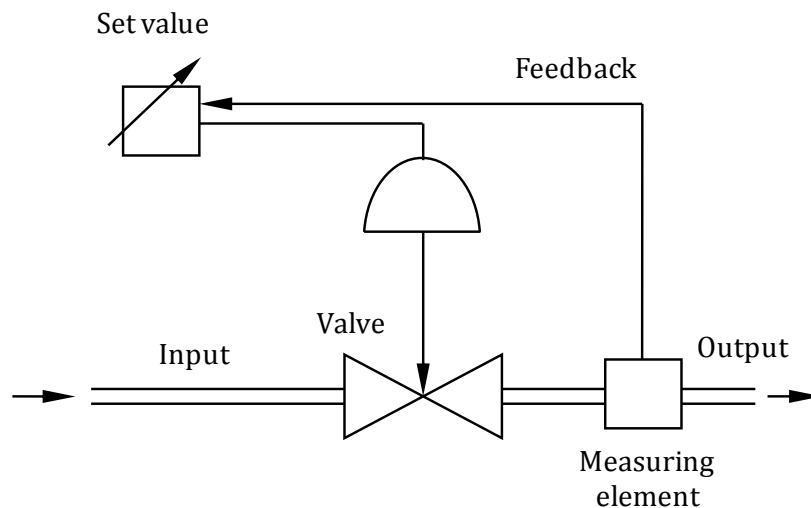 Set value
Feedback
Valve
Input
Output
Measuring
element